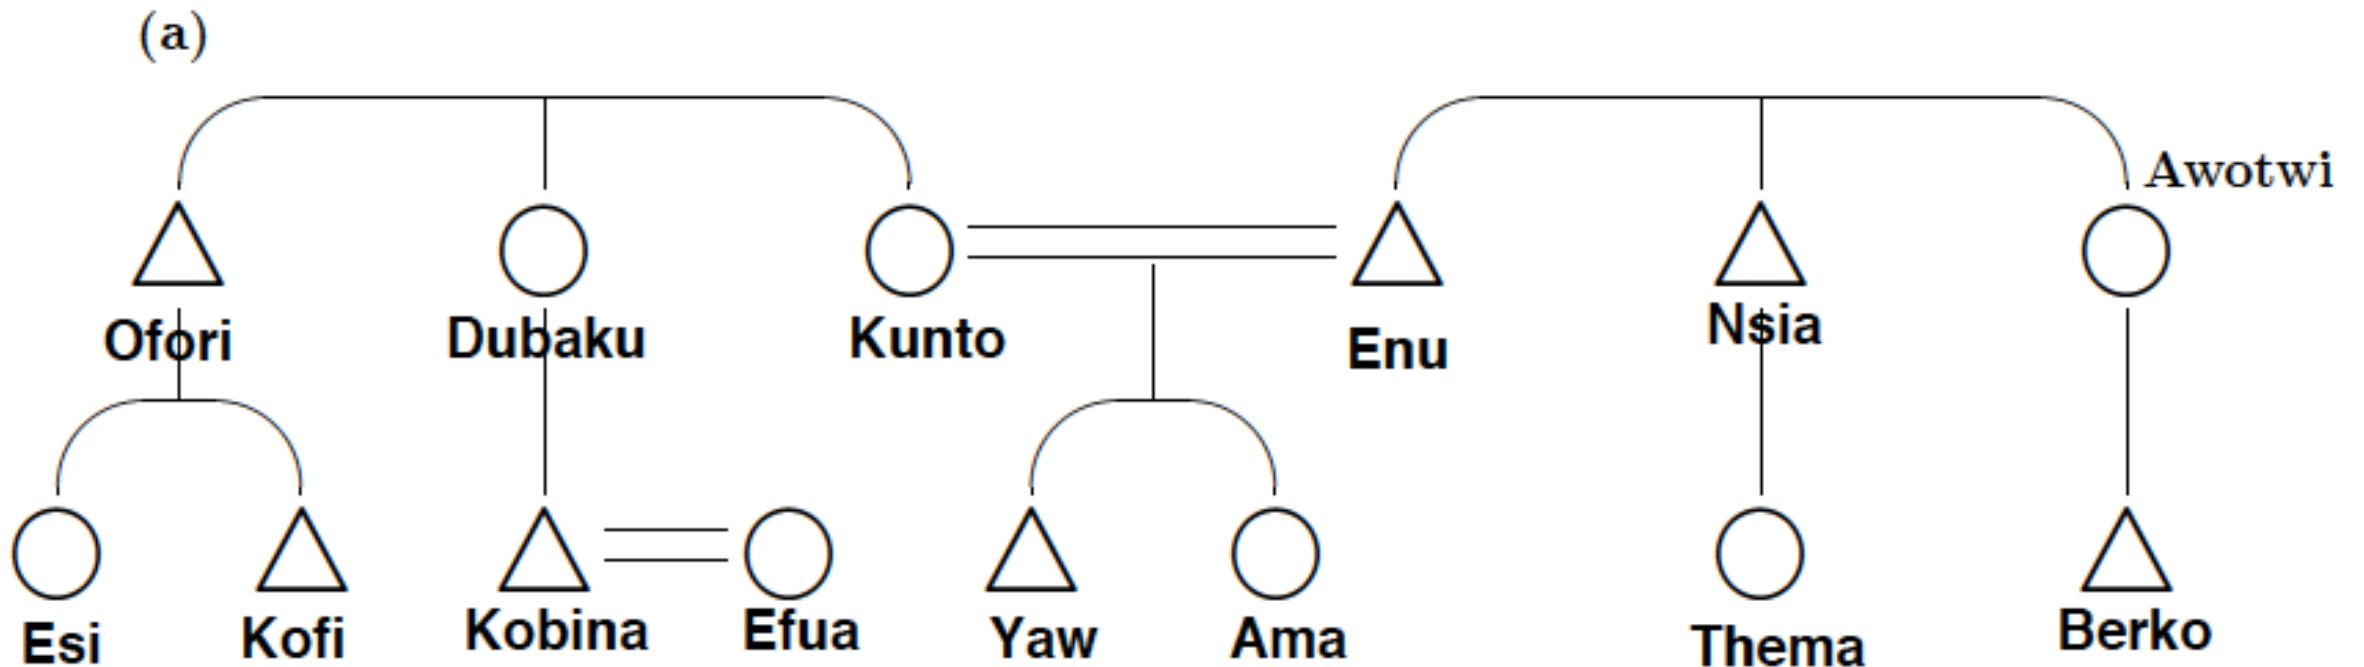 (a)
Awotwi
Ofori Dubaku Kunto Enu Nsia
Esi Kofi Kobina Efua Yaw Ama Thema Berko